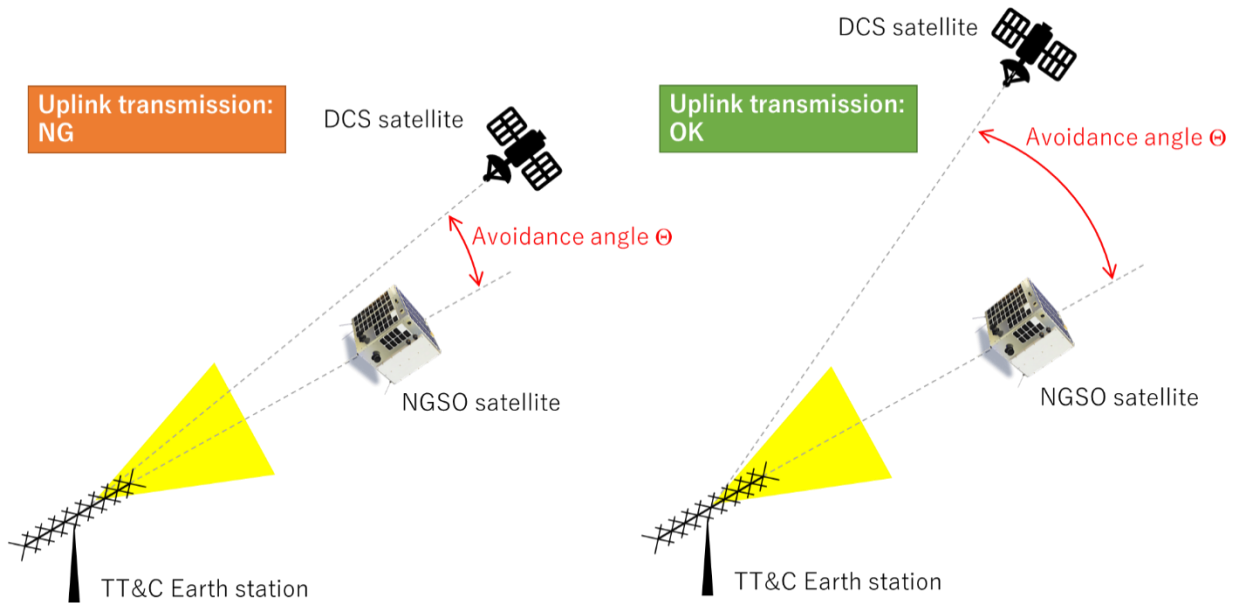 Uplink transmission:
NG
DCS satellite
Avoidance angle Θ
NGSO satellite
TT&C Earth station
DCS satellite
Uplink transmission:
OK
Avoidance angle Θ
NGSO satellite
TT&C Earth station